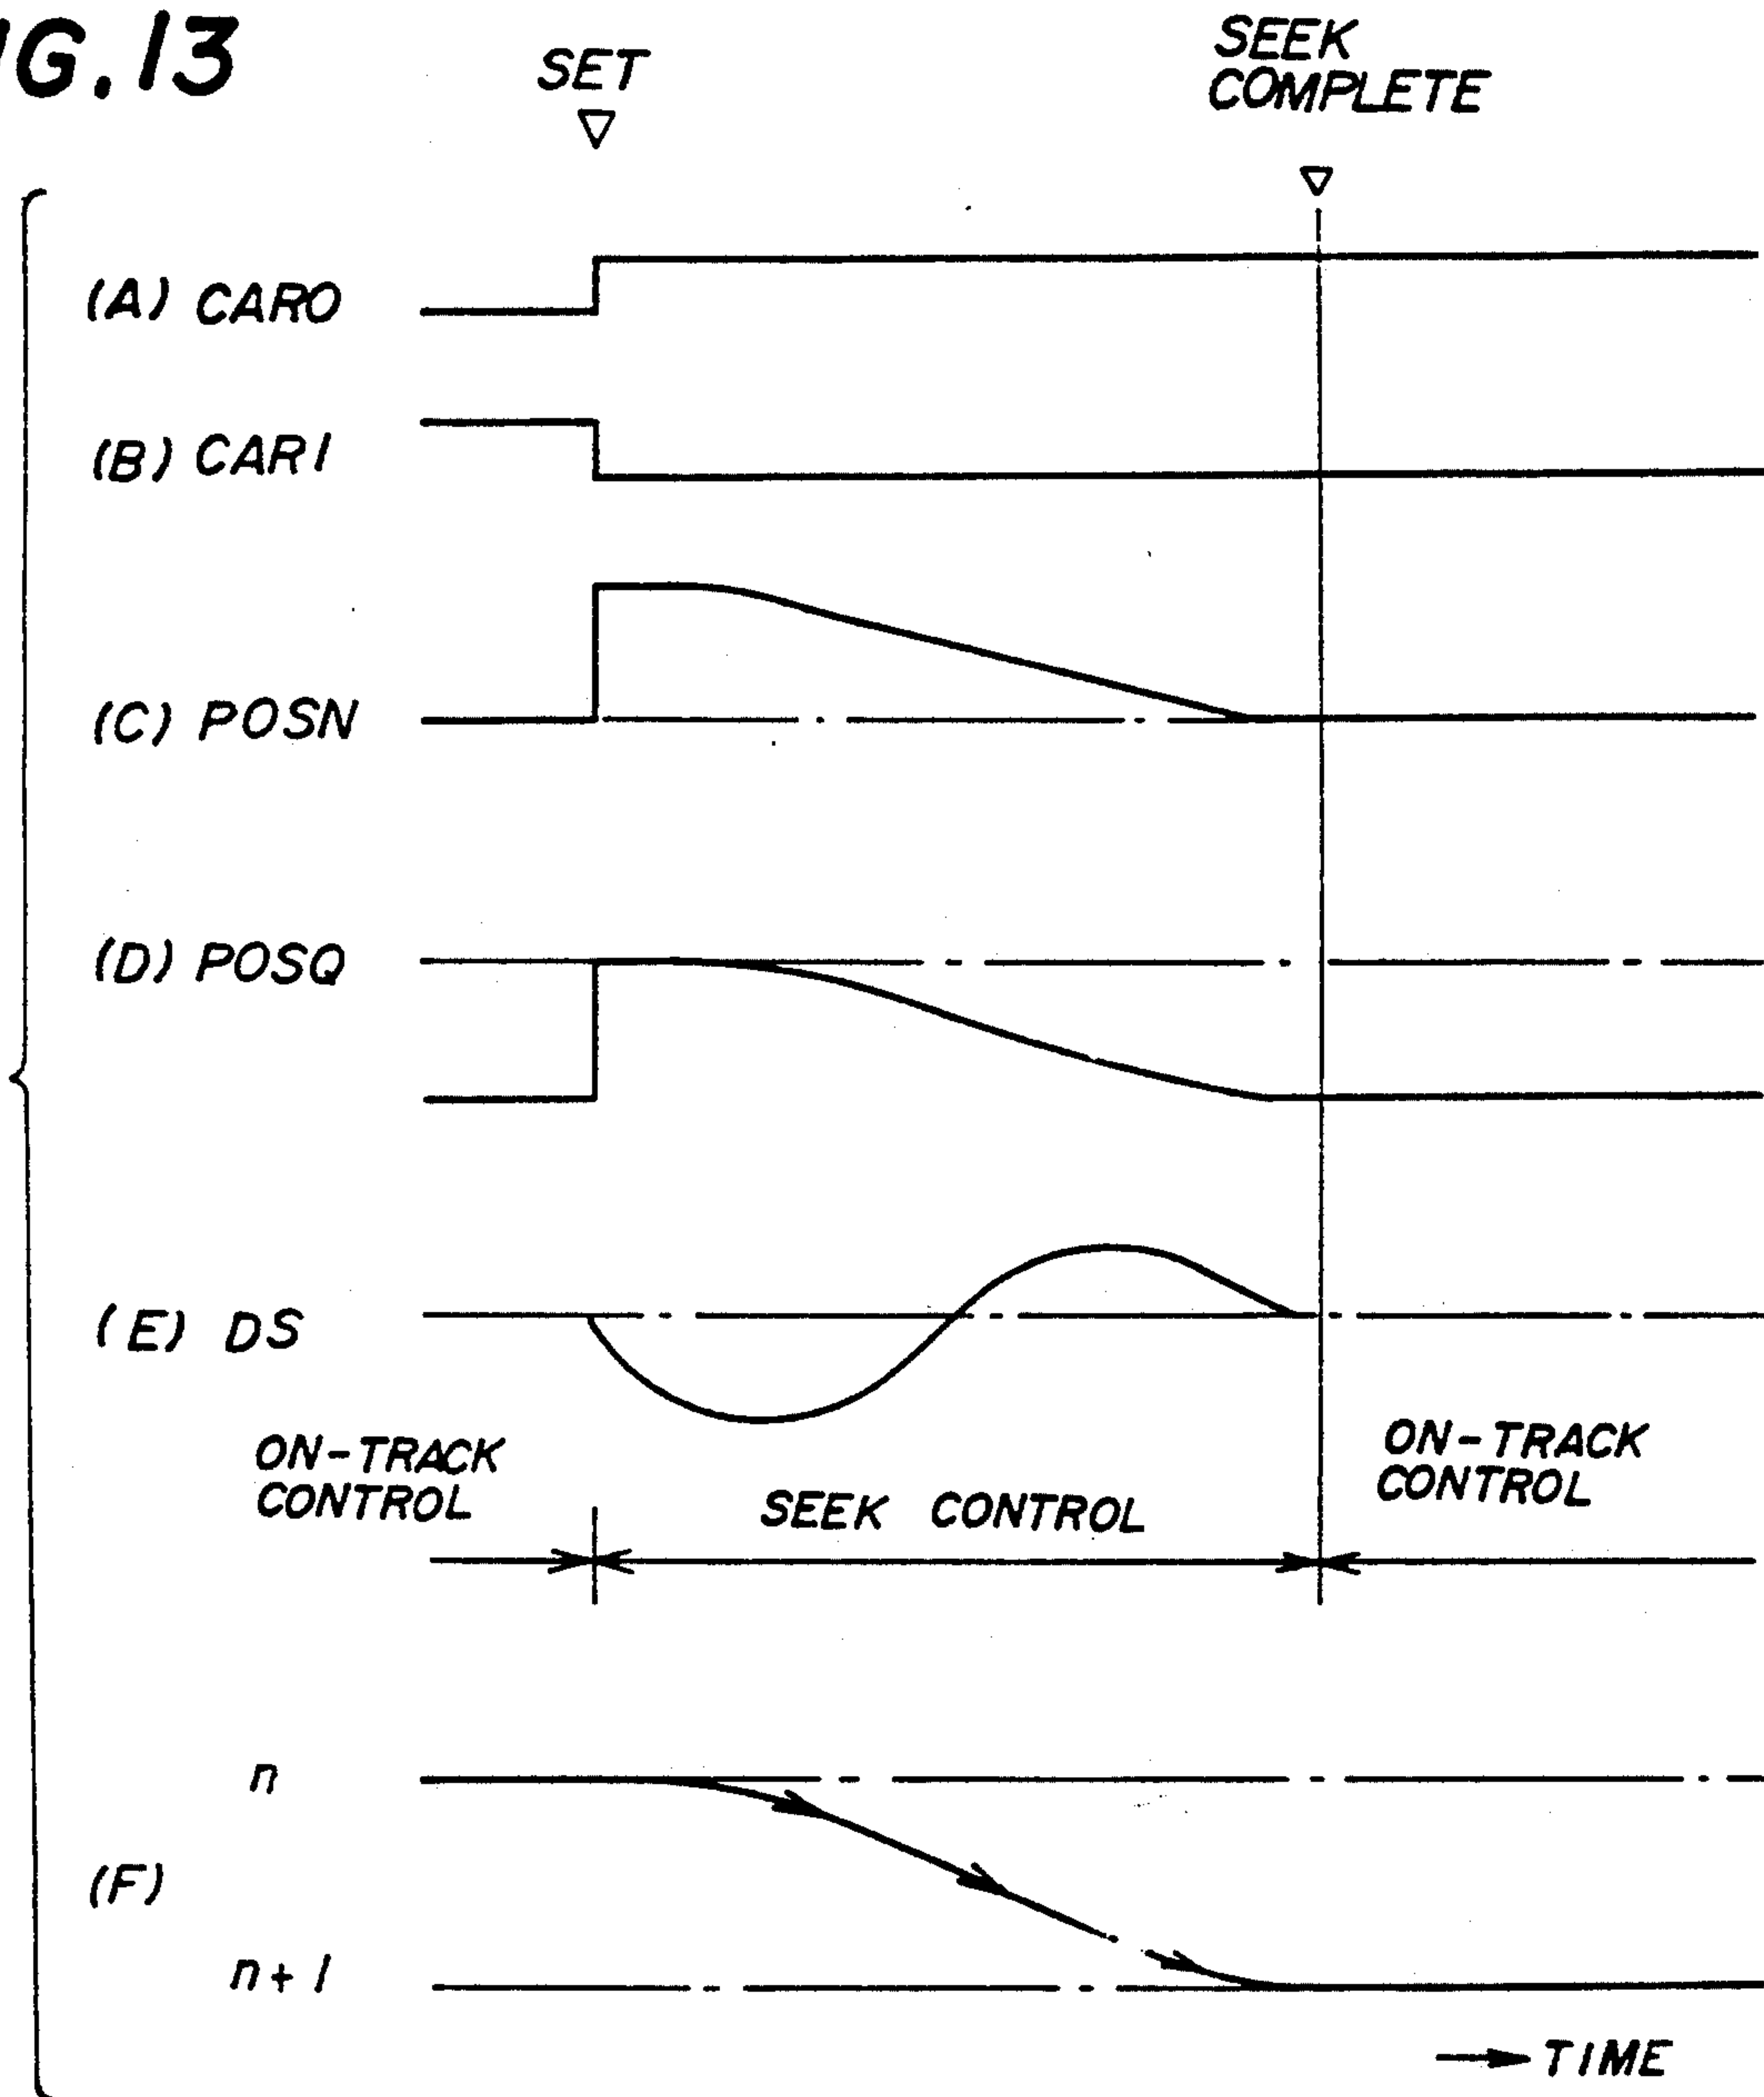 IG.13
SET
SEEK
COMPLETE
(A) CAR0
(B) CAR1
(C) POSN
(D) POSQ
(E) DS
ON-TRACK
CONTROL
SEEK CONTROL
ON-TRACK
CONTROL
n
(F)
n+1
TIME